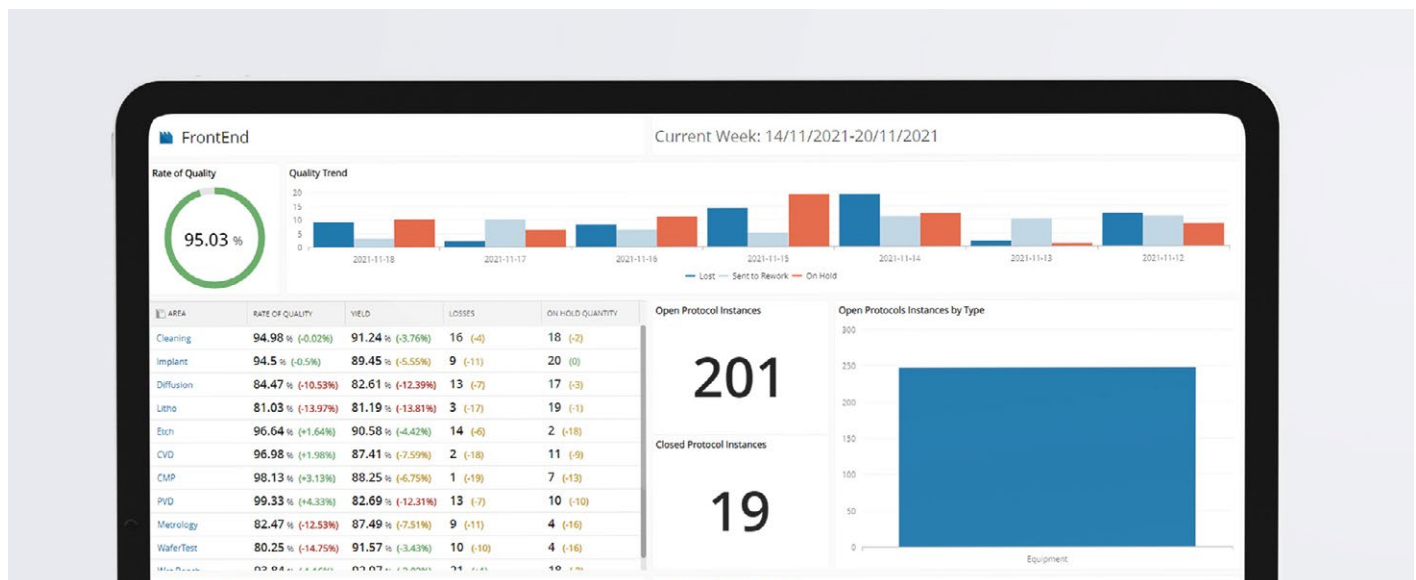 FrontEnd
Current Week: 14/11/2021-20/11/2021
Rate of Quality
95.03 %
Quality Trend
20
15
10
5
0
2021-11-18 2021-11-17 2021-11-16 2021-11-15 2021-11-14 2021-11-13 2021-11-12
Lost Sent to Rework On Hold
AREA RATE OF QUALITY YIELD LOSSES ON HOLD QUANTITY
Cleaning 94.98 % (-0.02%) 91.24 % (-3.76%) 16 (-4) 18 (-2)
Implant 94.5 % (-0.5%) 89.45 % (-5.55%) 9 (-11) 20 (0)
Diffusion 84.47 % (-10.53%) 82.61 % (-12.39%) 13 (-7) 17 (-3)
Litho 81.03 % (-13.97%) 81.19 % (-13.81%) 3 (-17) 19 (-1)
Etch 96.64 % (+1.64%) 90.58 % (-4.42%) 14 (-6) 2 (-18)
CVD 96.98 % (+1.98%) 87.41 % (-7.59%) 2 (-18) 11 (-9)
CMP 98.13 % (+3.13%) 88.25 % (-6.75%) 1 (-19) 7 (-13)
PVD 99.33 % (+4.33%) 82.69 % (-12.31%) 13 (-7) 10 (-10)
Metrology 82.47 % (-12.53%) 87.49 % (-7.51%) 9 (-11) 4 (-16)
WaferTest 80.25 % (-14.75%) 91.57 % (-3.43%) 10 (-10) 4 (-16)
Open Protocol Instances
201
Closed Protocol Instances
19
Open Protocols Instances by Type
300
250
200
150
100
50
0
Equipment